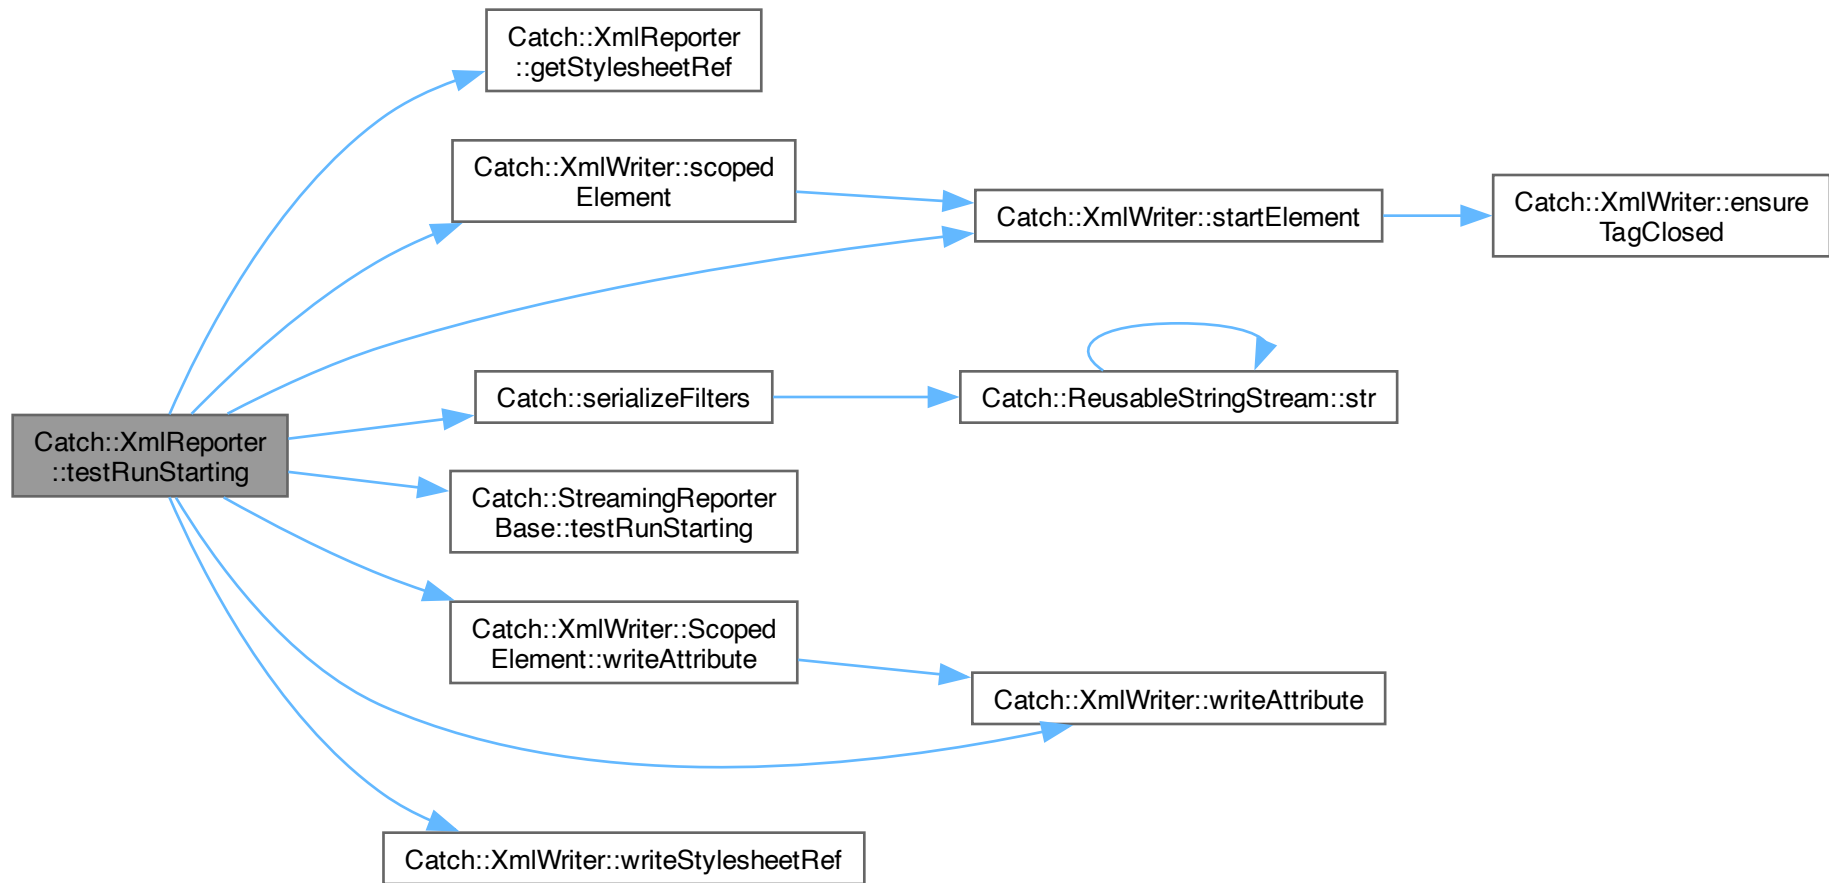 Catch::XmlReporter
::getStylesheetRef
Catch::XmlWriter::scoped
Element
Catch::XmlWriter::startElement
Catch::XmlWriter::ensure
TagClosed
Catch::serializeFilters
Catch::ReusableStringStream::str
Catch::XmlReporter
::testRunStarting
Catch::StreamingReporter
Base::testRunStarting
Catch::XmlWriter::Scoped
Element::writeAttribute
Catch::XmlWriter::writeAttribute
Catch::XmlWriter::writeStylesheetRef